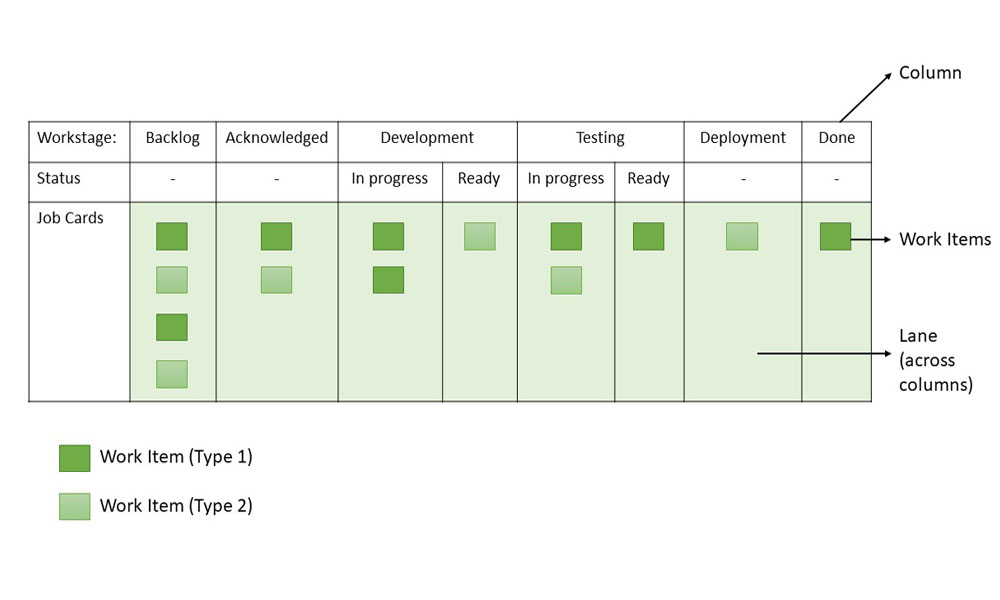 Column
Workstage: Backlog Acknowledged Development Testing Deployment Done
Status - - In progress Ready In progress Ready - -
Job Cards
Work Items
Lane
(across
columns)
Work Item (Type 1)
Work Item (Type 2)